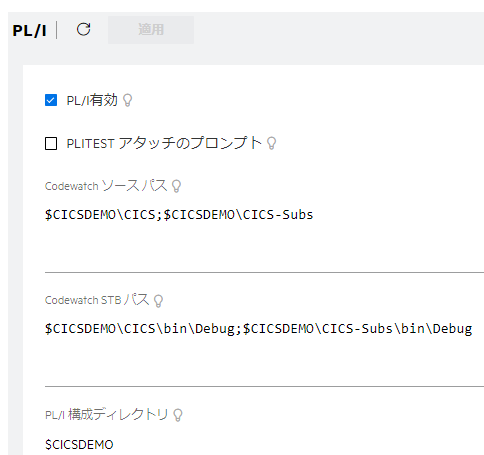 PL/I 適用
PL/I有効
PLITEST アタッチのプロンプト
Codewatch ソース パス
$CICSDEMO\CICS;$CICSDEMO\CICS-Subs
Codewatch STB パス
$CICSDEMO\CICS\bin\Debug;$CICSDEMO\CICS-Subs\bin\Debug
PL/I 構成ディレクトリ
$CICSDEMO